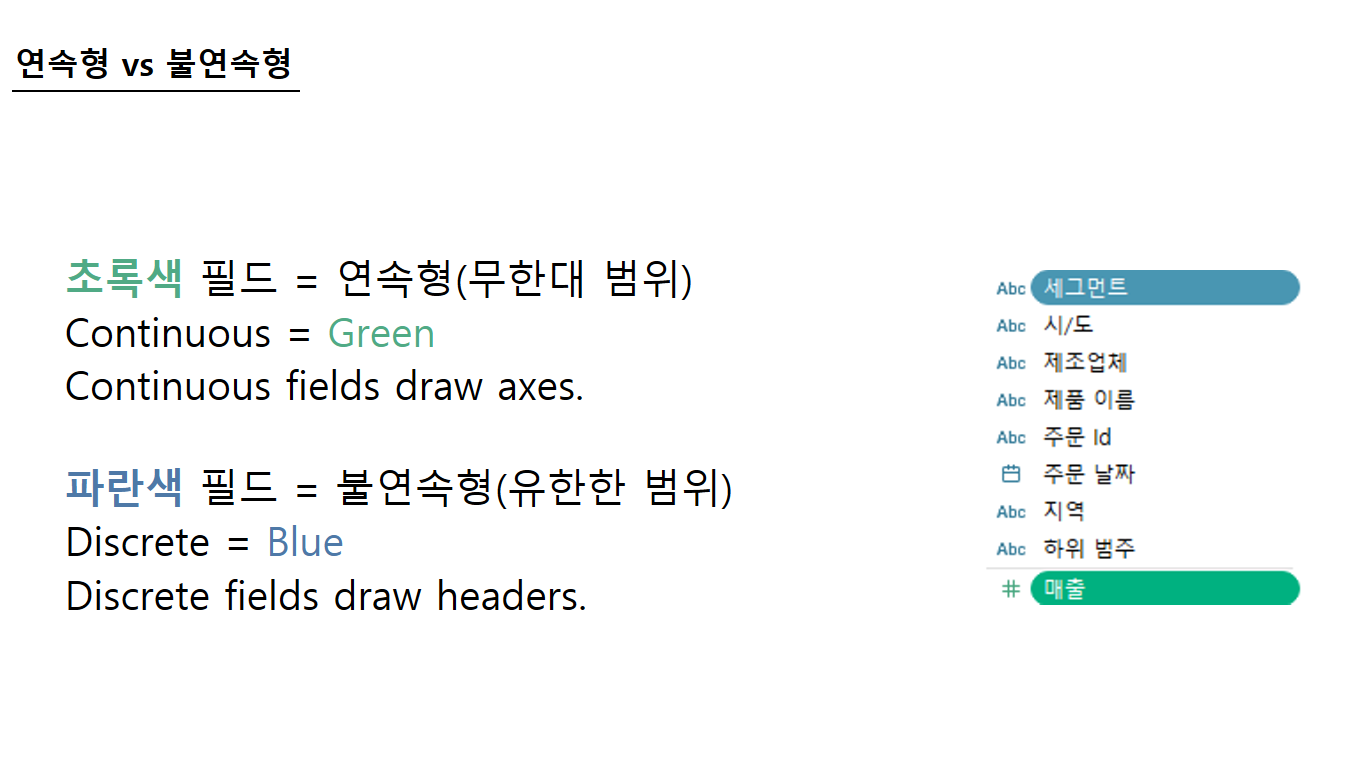 연속형 vs 불연속형
초록색 필드 = 연속형(무한대 범위)
Continuous = Green
Continuous fields draw axes.
파란색 필드 = 불연속형(유한한 범위)
Discrete = Blue
Discrete fields draw headers.
Abc 세그먼트
Abc 시/도
Abc 제조업체
Abc 제품 이름
Abc 주문 Id
주문 날짜
Abc 지역
Abc 하위 범주
# 매출